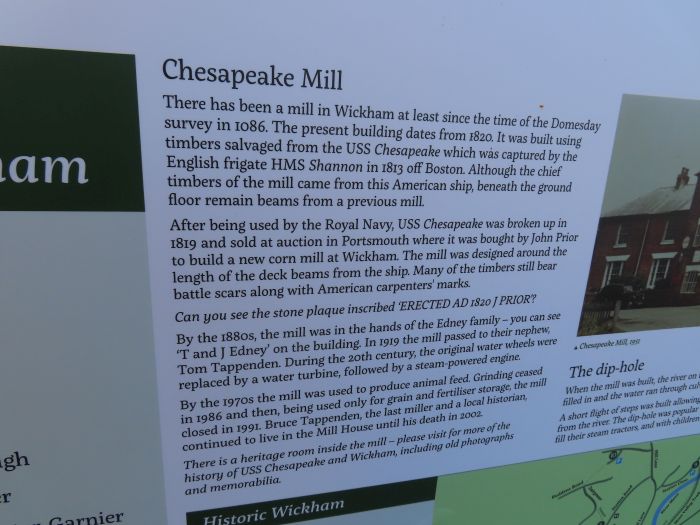 Chesapeake Mill
There has been a mill in Wickham at least since the time of the Domesday
survey in 1086. The present building dates from 1820. It was built using
timbers salvaged from the USS Chesapeake which was captured by the
English frigate HMS Shannon in 1813 off Boston. Although the chief
timbers of the mill came from this American ship, beneath the ground
floor remain beams from a previous mill.
After being used by the Royal Navy, USS Chesapeake was broken up in
1819 and sold at auction in Portsmouth where it was bought by John Prior
to build a new corn mill at Wickham. The mill was designed around the
length of the deck beams from the ship. Many of the timbers still bear
battle scars along with American carpenters' marks.
Can you see the stone plaque inscribed 'ERECTED AD 1820 J PRIOR'?
By the 1880s, the mill was in the hands of the Edney family – you can see
'T and J Edney' on the building. In 1919 the mill passed to their nephew,
Tom Tappenden. During the 20th century, the original water wheels were
replaced by a water turbine, followed by a steam-powered engine.
By the 1970s the mill was used to produce animal feed. Grinding ceased
in 1986 and then, being used only for grain and fertiliser storage, the mill
closed in 1991. Bruce Tappenden, the last miller and a local historian,
continued to live in the Mill House until his death in 2002.
There is a heritage room inside the mill – please visit for more of the
history of USS Chesapeake and Wickham, including old photographs
and memorabilia.
Historic Wickham
Chesapeake Mill, 1931
The dip-hole
When the mill was built, the river on
filled in and the water ran through
A short flight of steps was built allowing
from the river. The dip-hole was popular
fill their steam tractors, and with children
ham
Garnier